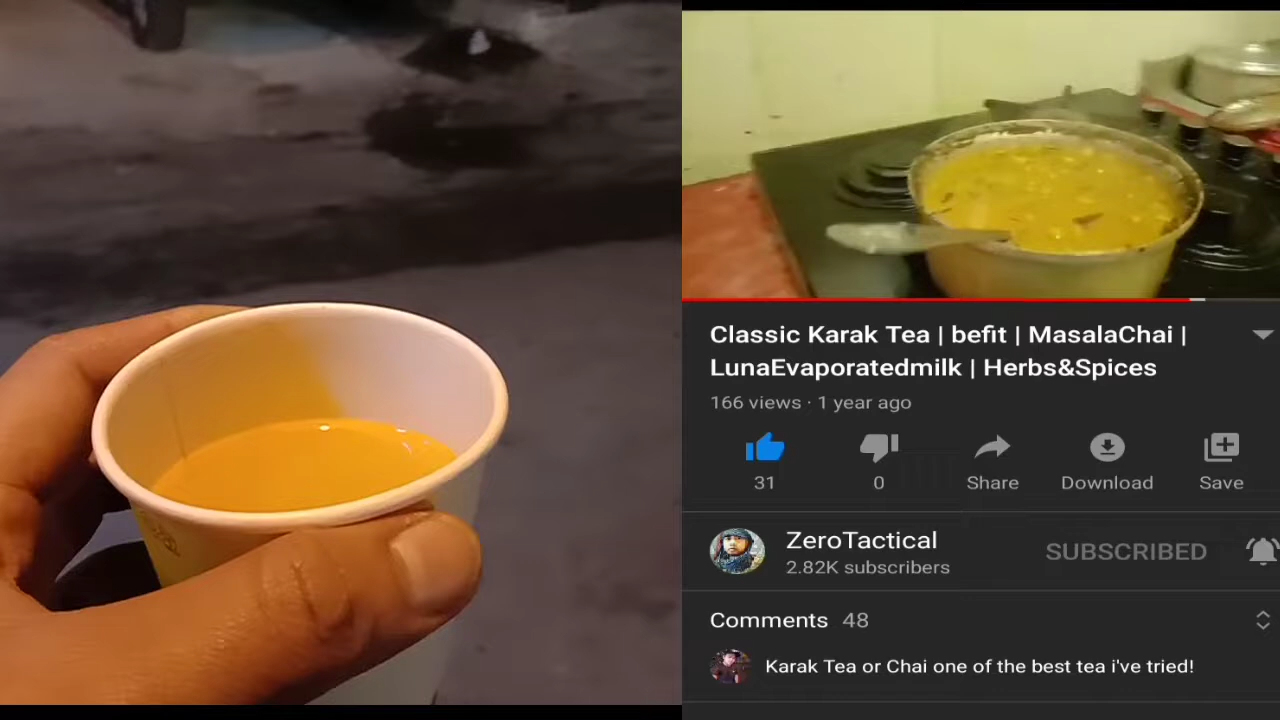 Classic Karak Tea | befit | MasalaChai |
LunaEvaporatedmilk | Herbs&Spices
166 views · 1 year ago
31
0
Share
Download
Save
ZeroTactical
2.82K subscribers
SUBSCRIBED
Comments 48
Karak Tea or Chai one of the best tea i've tried!